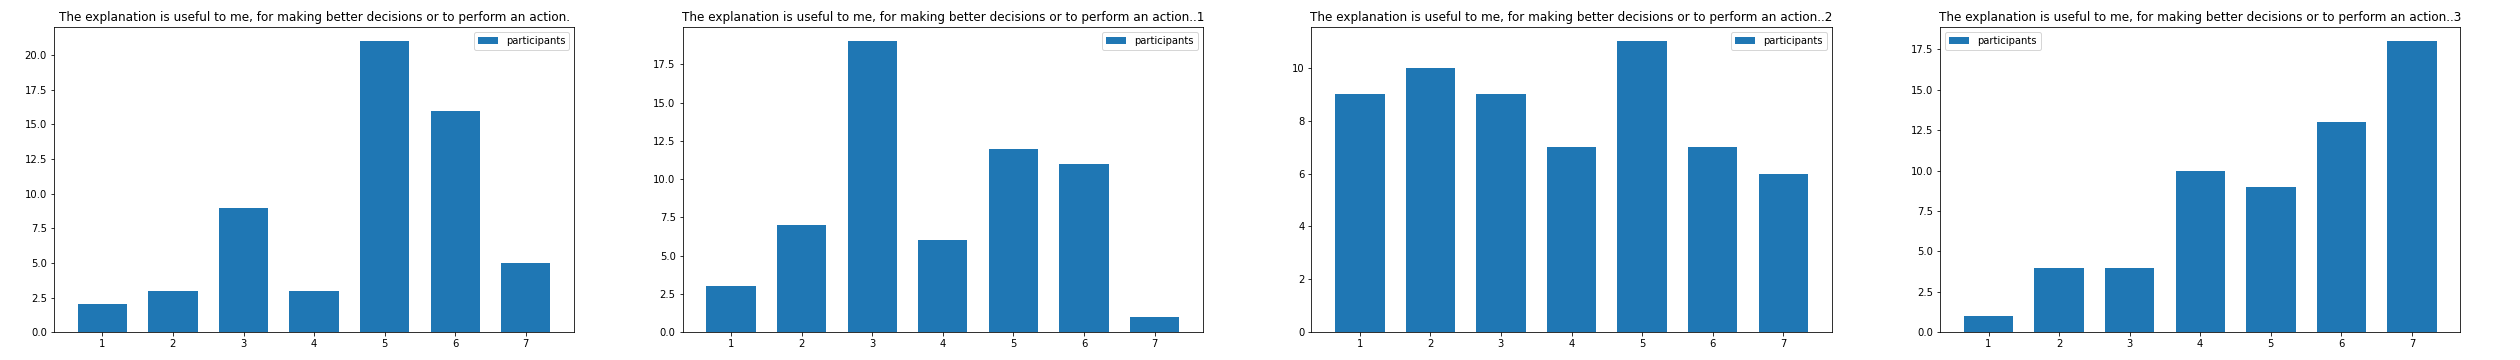 The explanation is useful to me, for making better decisions or to perform an action.
participants
20.0
17.5
15.0
12.5
10.0
7.5
5.0
2.5
0.0
1 2 3 4 5 6 7
The explanation is useful to me, for making better decisions or to perform an action..1
participants
17.5
15.0
12.5
10.0
7.5
5.0
2.5
0.0
1 2 3 4 5 6 7
The explanation is useful to me, for making better decisions or to perform an action..2
participants
10
8
6
4
2
0
1 2 3 4 5 6 7
The explanation is useful to me, for making better decisions or to perform an action..3
participants
17.5
15.0
12.5
10.0
7.5
5.0
2.5
0.0
1 2 3 4 5 6 7